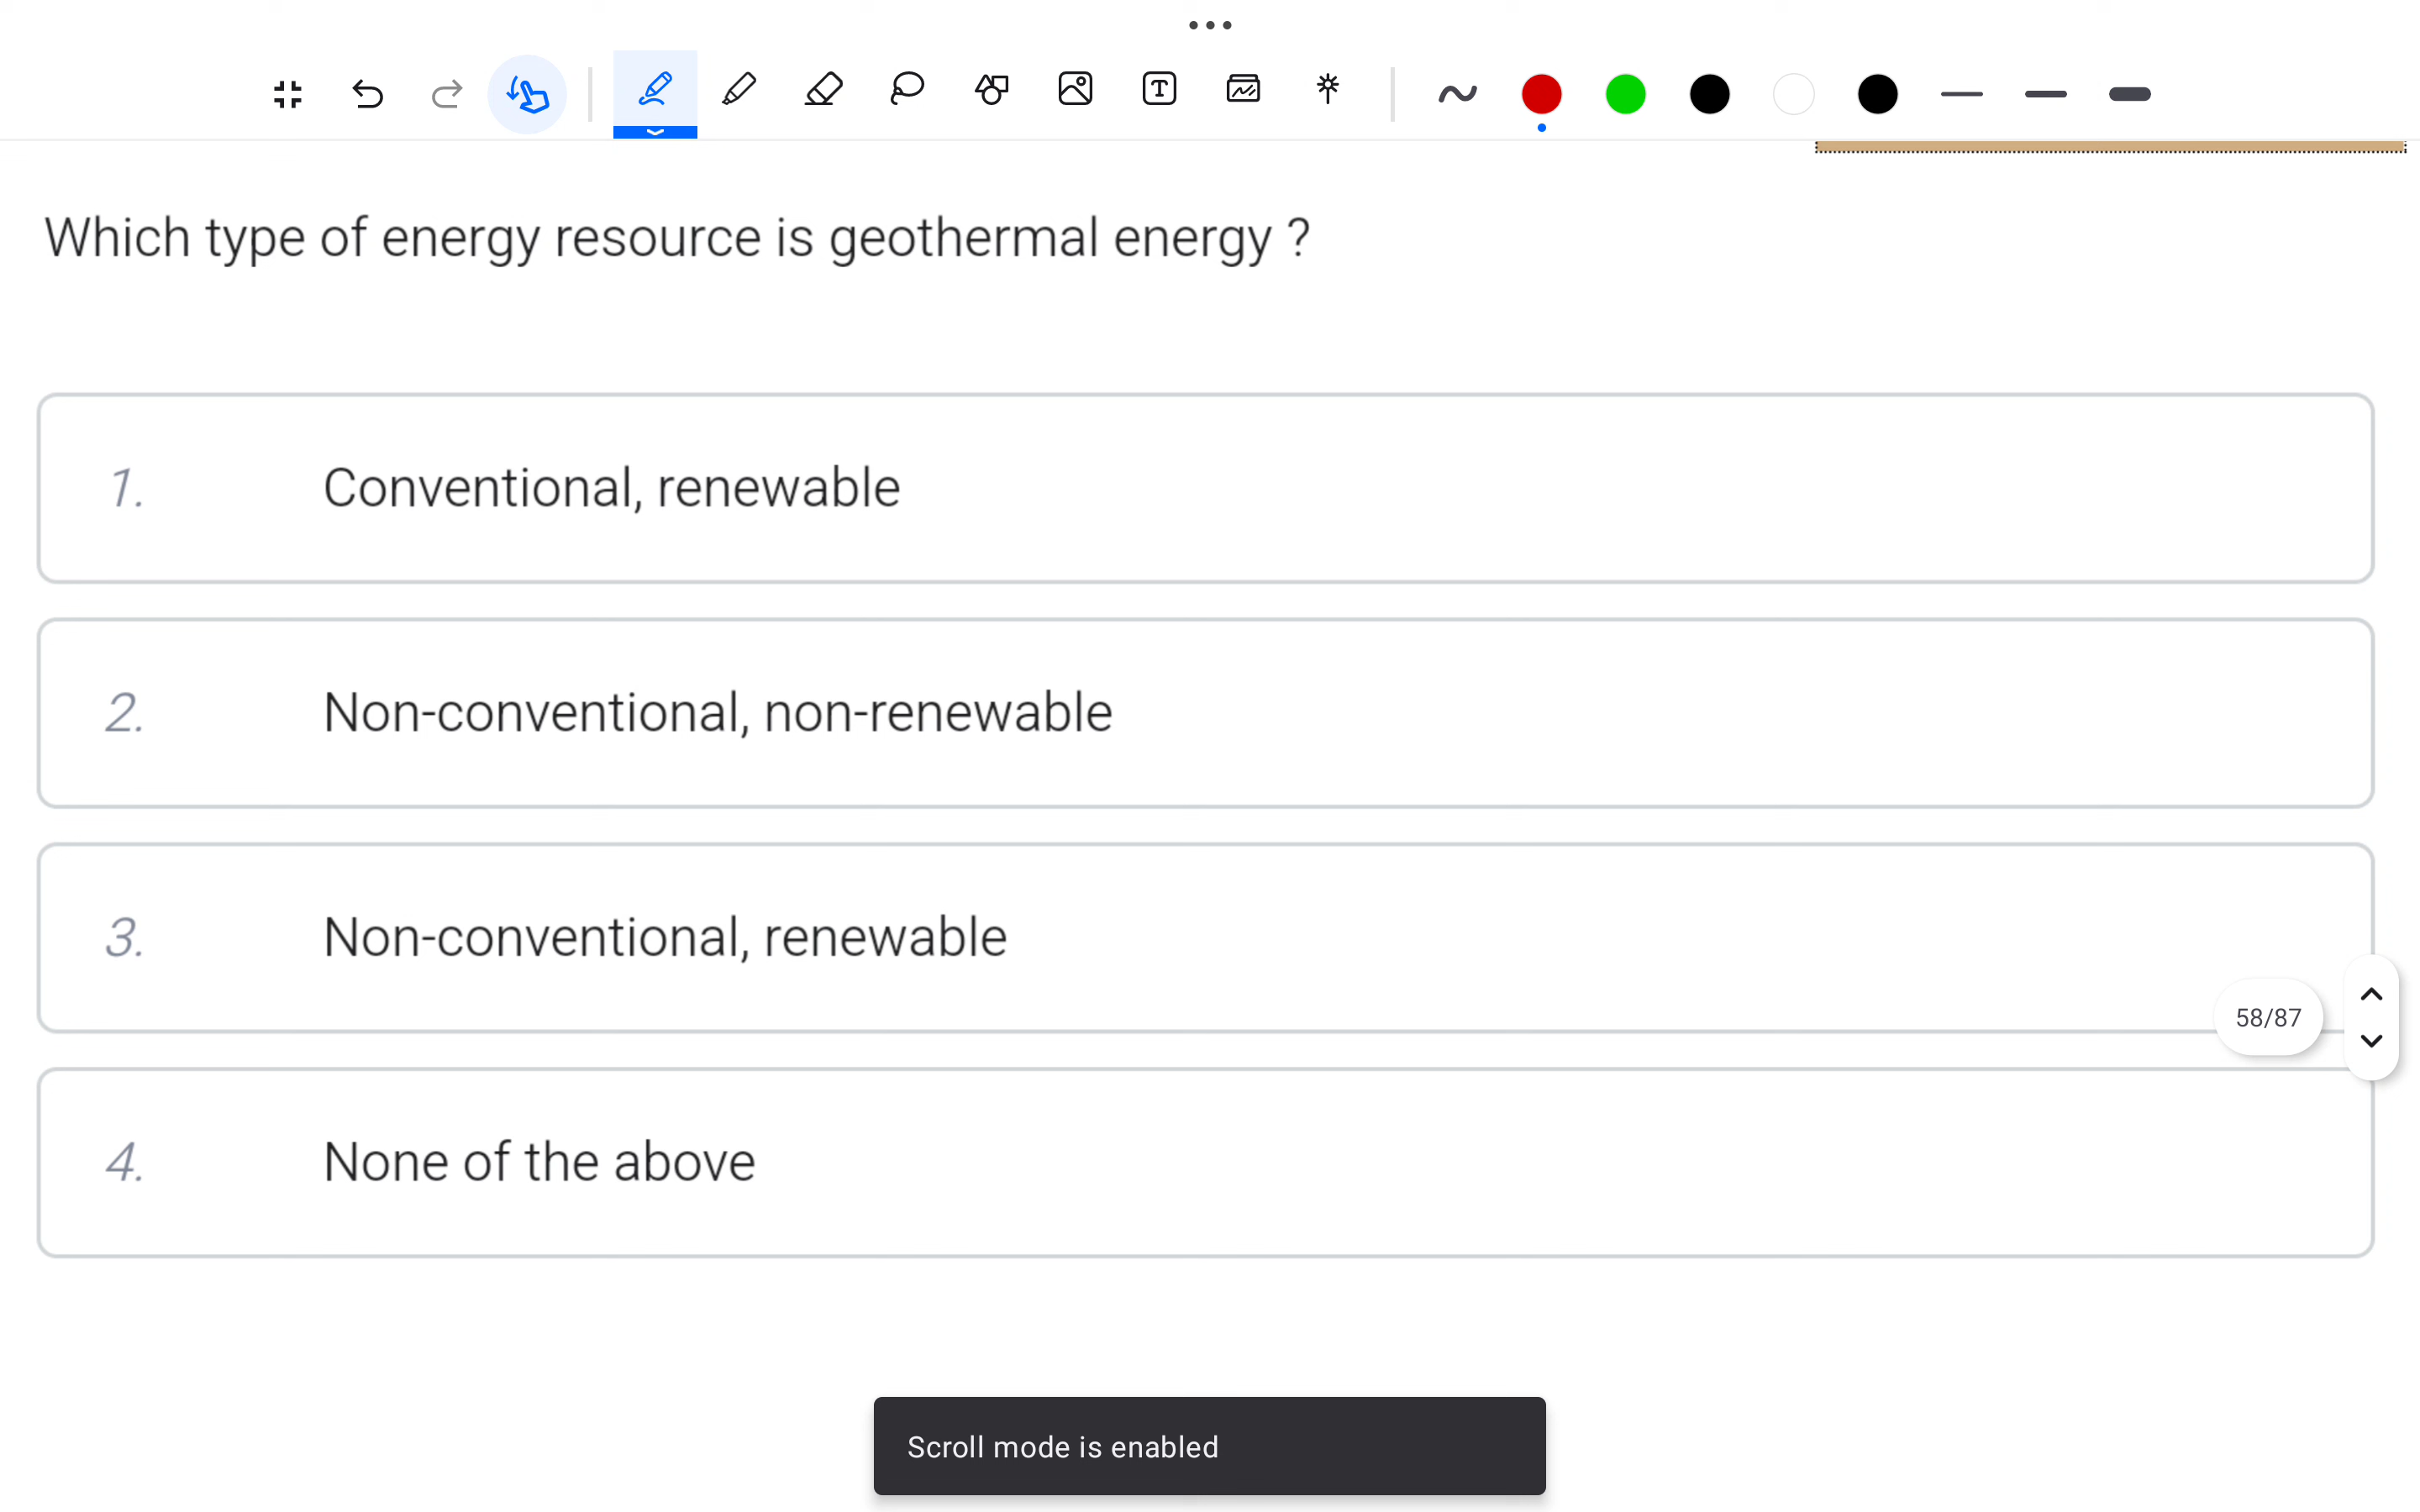 Which type of energy resource is geothermal energy ?
1. Conventional, renewable
2. Non-conventional, non-renewable
3. Non-conventional, renewable
58/87
4. None of the above
Scroll mode is enabled